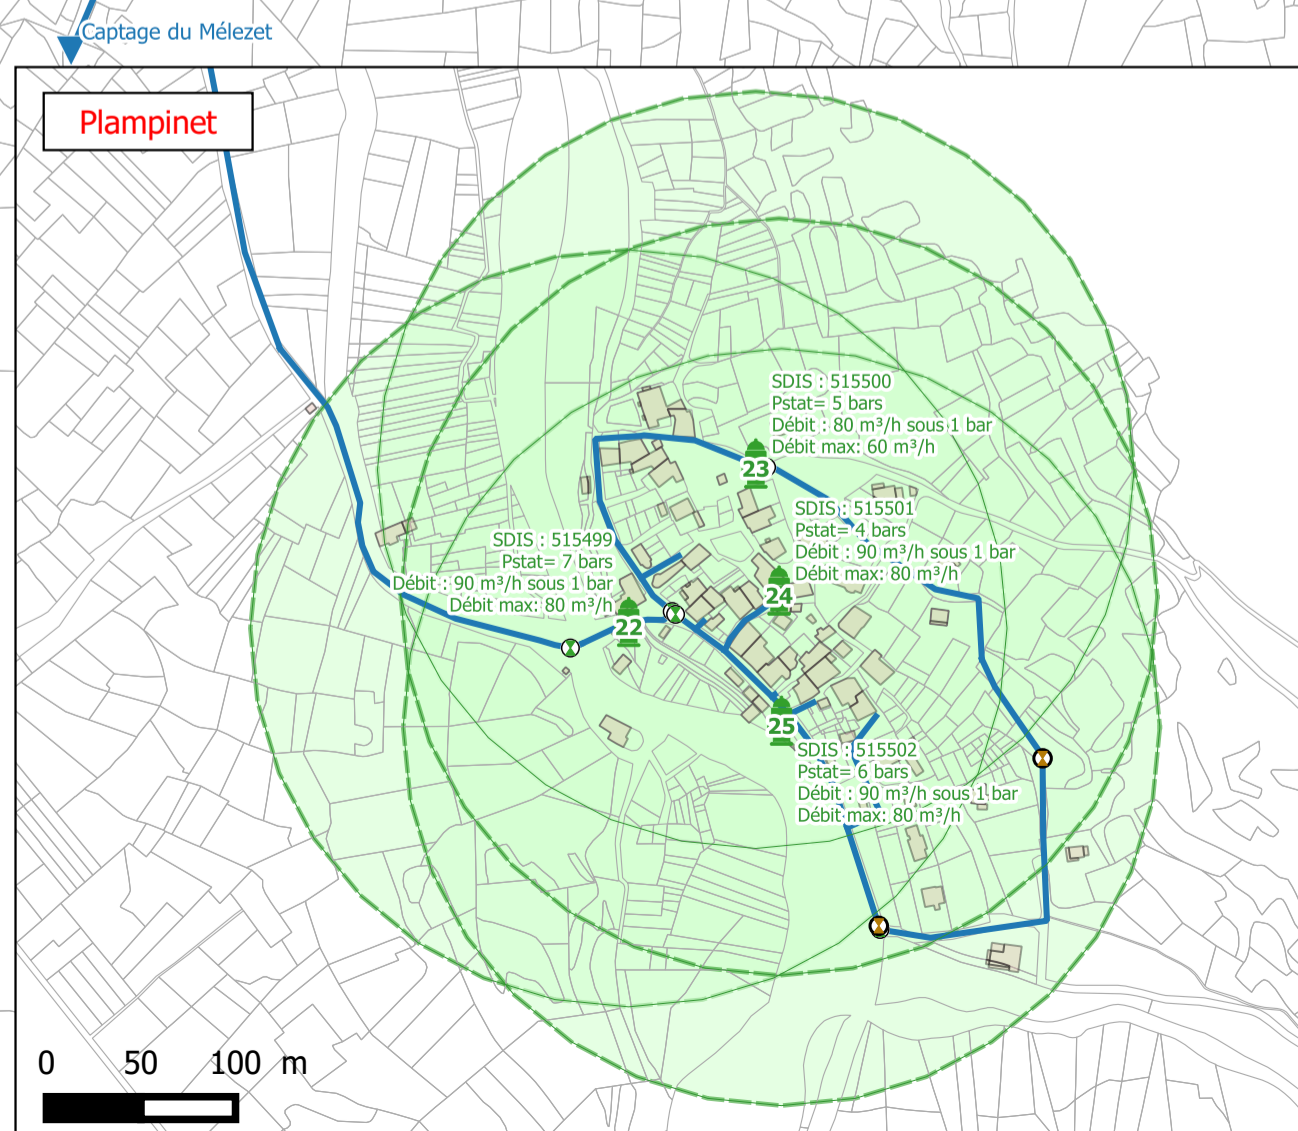 Captage du Mélezet
Plampinet
SDIS : 515500
Pstat= 5 bars
Débit : 80 m³/h sous 1 bar
Débit max: 60 m³/h
23
SDIS : 515501
Pstat= 4 bars
Débit : 90 m³/h sous 1 bar
Débit max: 80 m³/h
24
SDIS : 515499
Pstat= 7 bars
Débit : 90 m³/h sous 1 bar
Débit max: 80 m³/h
22
25
SDIS : 515502
Pstat= 6 bars
Débit : 90 m³/h sous 1 bar
Débit max: 80 m³/h
0 50 100 m